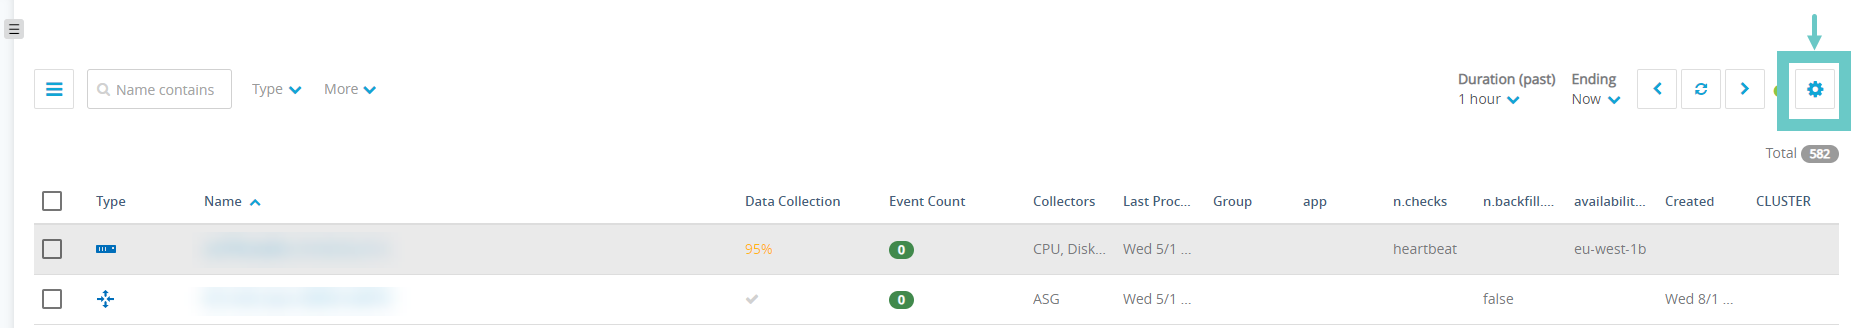 Name contains Type More Duration (past) 1 hour Ending Now
Total 582
Type Name Data Collection Event Count Collectors Last Proc... Group app n.checks n.backfill.... availabilit... Created CLUSTER
95% 0 CPU, Disk... Wed 5/1 ... heartbeat eu-west-1b
0 ASG Wed 5/1 ... false Wed 8/1 ...